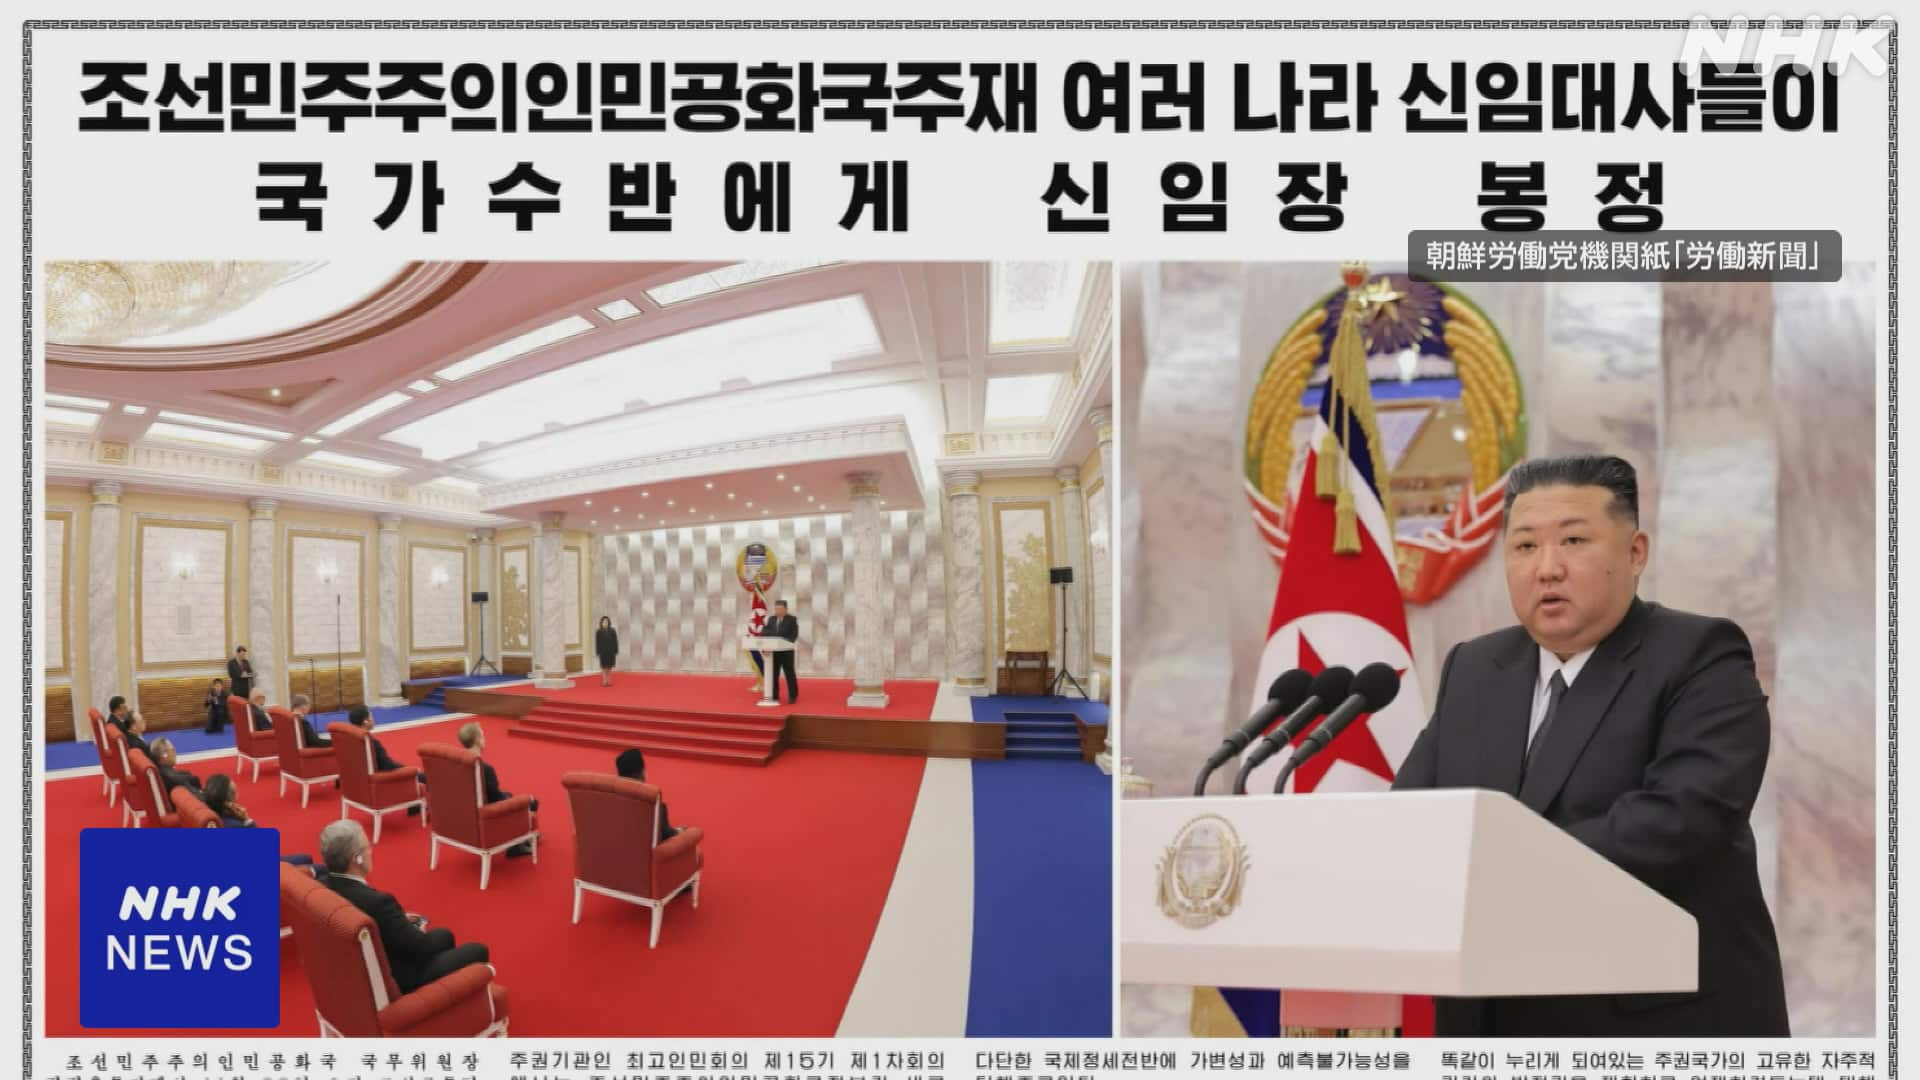 NHK
조선민주주의인민공화국주재 여러 나라 신임대사들이
국가수반에게 신임장 봉정
朝鮮労働党機関紙「労働新聞」
NHK
NEWS
조선민주주의인민공화국 국무위원장
주권기관인 최고인민회의 제15기 제1차회의
다단한 국제정세전반에 가변성과 예측불가능성을
똑같이 누리게 되여있는 주권국가의 고유한 자주적